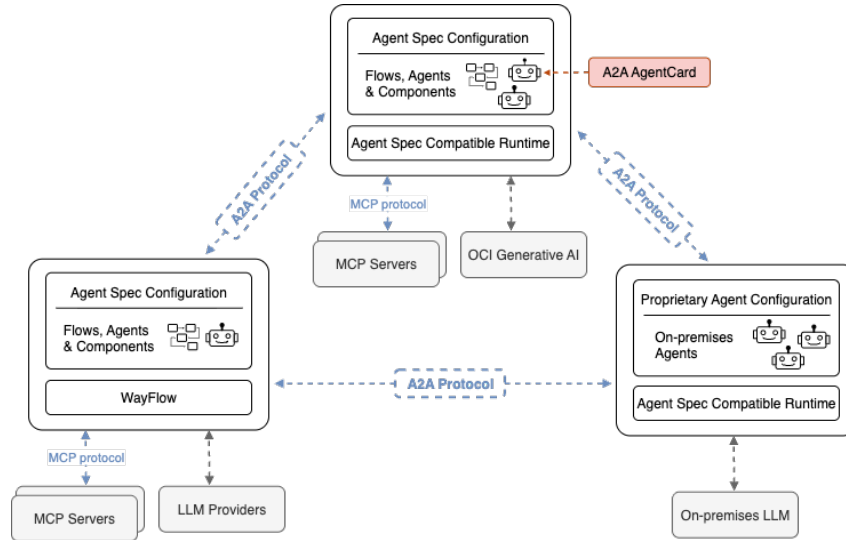 Agent Spec Configuration
Flows, Agents
& Components
A2A AgentCard
Agent Spec Compatible Runtime
A2A Protocol
A2A Protocol
MCP protocol
MCP Servers
OCI Generative AI
Agent Spec Configuration
Flows, Agents
& Components
WayFlow
A2A Protocol
Proprietary Agent Configuration
On-premises
Agents
Agent Spec Compatible Runtime
MCP protocol
MCP Servers
LLM Providers
On-premises LLM